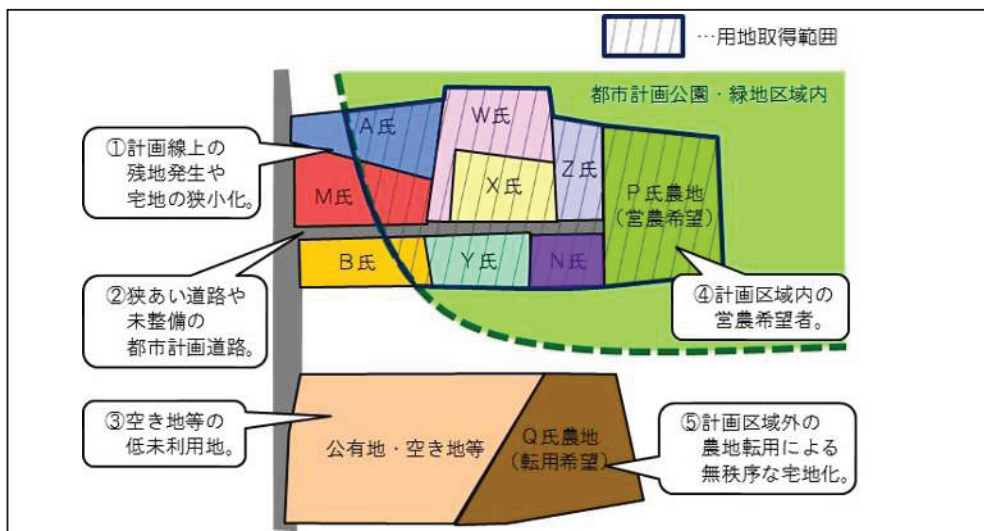 …用地取得範囲
都市計画公園・緑地区域内
A氏
W氏
①計画線上の
残地発生や
宅地の狭小化。
M氏
X氏
Z氏
P氏農地
(営農希望)
B氏
Y氏
N氏
②狭あい道路や
未整備の
都市計画道路。
④計画区域内の
営農希望者。
③空き地等の
低未利用地。
公有地・空き地等
Q氏農地
(転用希望)
⑤計画区域外の
農地転用による
無秩序な宅地化。